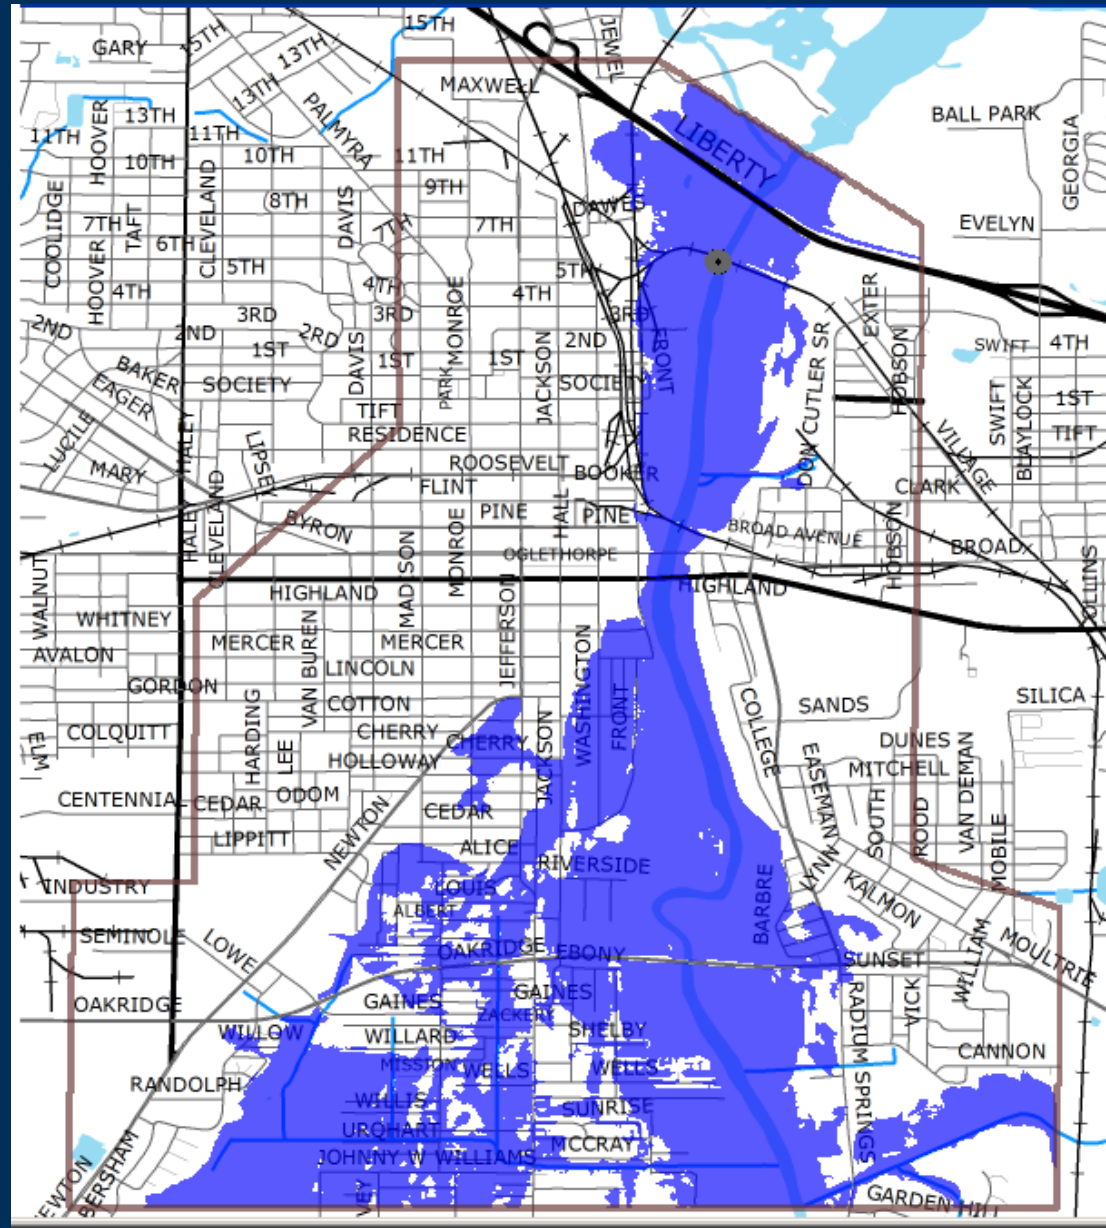 15TH
JEWEL
GARY
15TH
13TH
MAXWELL
13TH
PALMYRA
HOOVER
13TH
BALL PARK
GEORGIA
11TH
11TH
LIBERTY
10TH
10TH
11TH
CLEVELAND
COOLIDGE
8TH
9TH
DAVIS
DAWES
7TH
TAFT
7TH
7TH
EVELYN
6TH
HOOVER
5TH
5TH
4TH
4TH
4TH
EXTER
3RD
3RD
3RD
2ND
2ND
2RD
MONROE
2ND
FRONT
HOBSON
SWIFT
4TH
1ST
DAVIS
1ST
1ST
JACKSON
DON CUTLER SR
BAKER
EAGER
SOCIETY
PARK
SOCIETY
SWIFT
BLAYLOCK
1ST
TIFT
TIFT
LUCILE
HALEY
RESIDENCE
VILLAGE
LIPSEY
MARY
ROOSEVELT
BOOKER
FLINT
CLARK
CLEVELAND
HALEY
BYRON
MONROE
PINE
HALL
PINE
BROAD AVENUE
HOBSON
BROAD
MADISON
OGLETHORPE
WALNUT
HIGHLAND
HIGHLAND
WHITNEY
JEFFERSON
MERCER
MERCER
AVALON
VAN BUREN
LINCOLN
WASHINGTON
GORDON
COTTON
FRONT
COLLEGE
SANDS
SILICA
HARDING
COLQUITT
ELM
CHERRY
CHERRY
JACKSON
DUNES
LEE
HOLLOWAY
EASEMAN
MITCHELL
VAN DEMAN
CENTENNIA
CEDAR
ODOM
CEDAR
SOUTH
ROOD
LIPPITT
NEWTON
ALICE
RIVERSIDE
MOBILE
LYNN
INDUSTRY
LOUIS
KALMON
ALBERT
BARBRE
SEMINOLE
LOWE
OAKRIDGE
EBONY
SUNSET
WILLIAM
MOULTRIE
OAKRIDGE
GAINES
GAINES
VICK
ZACKERY
WILLOW
WILLARD
SHELBY
RADIUM SPRINGS
CANNON
MISSION
WELLS
WELLS
RANDOLPH
WILLIS
SUNRISE
URQHART
MCCRAY
JOHNNY W WILLIAMS
GARDEN HILL